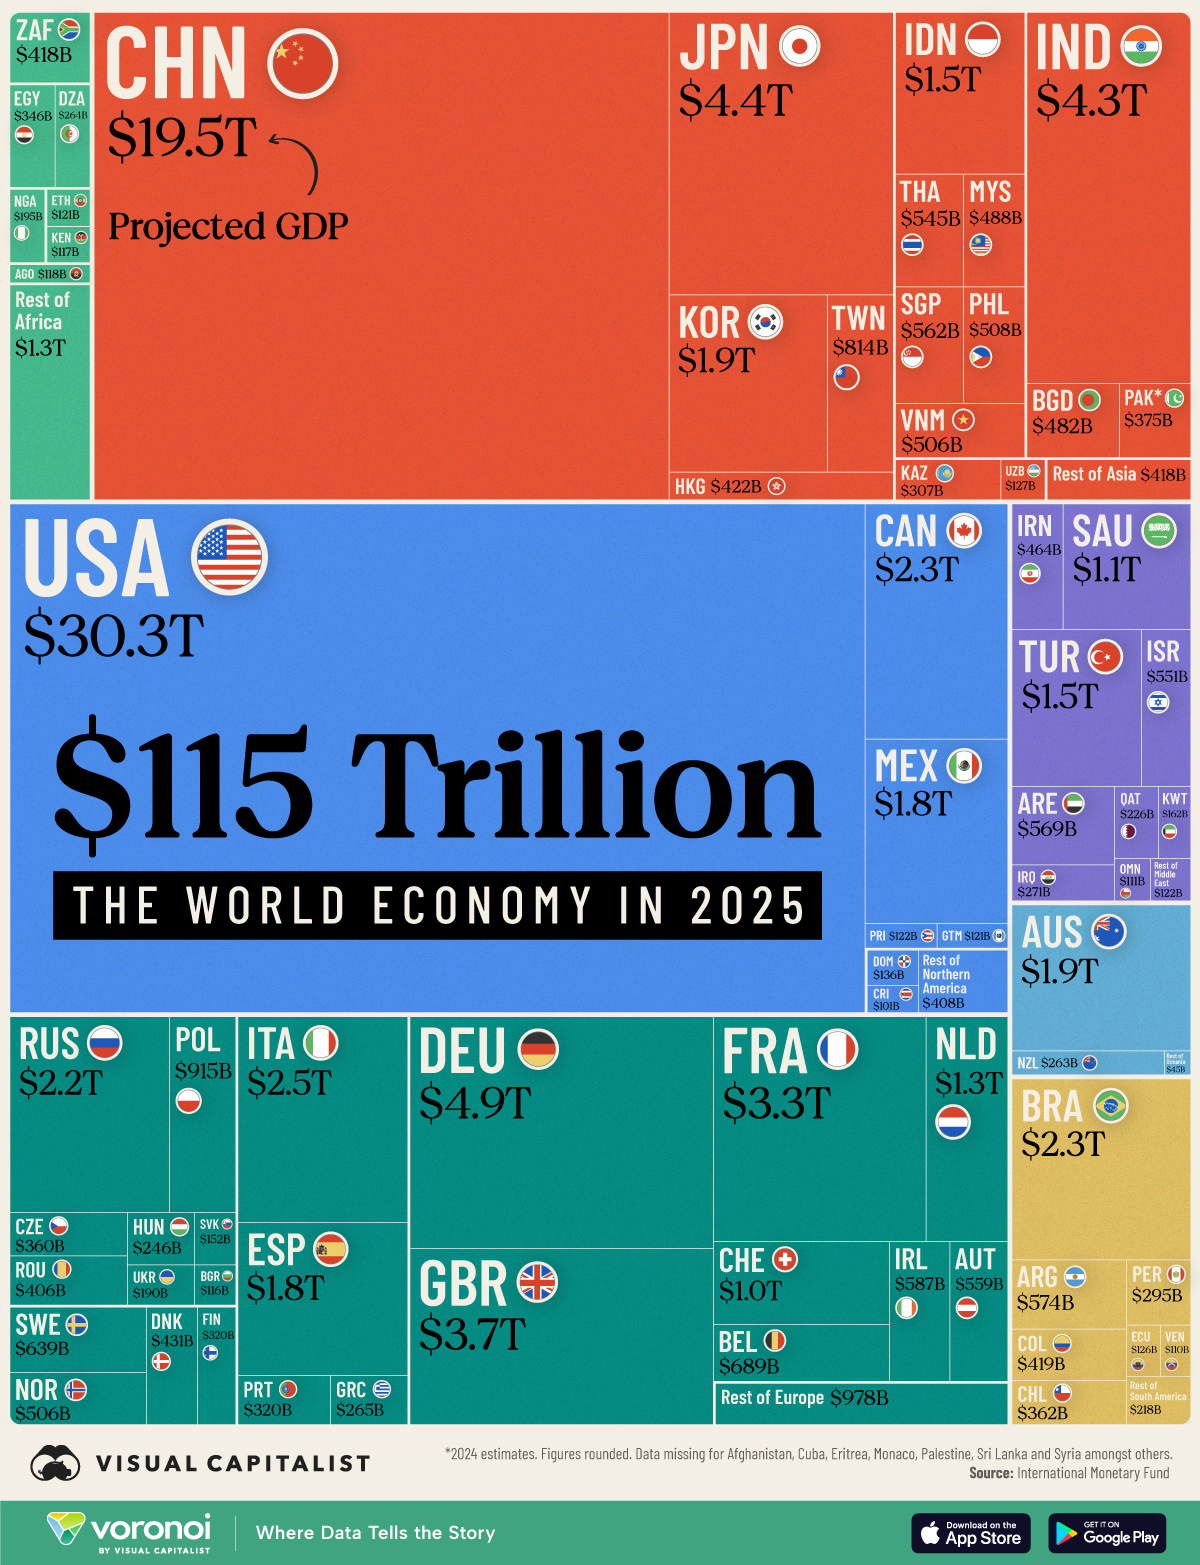 ZAF
$418B
EGY
$346B
DZA
$264B
NGA
$195B
ETH
$121B
KEN
$117B
AGO $118B
Rest of
Africa
$1.3T
CHN
$19.5T
Projected GDP
JPN
$4.4T
KOR
$1.9T
TWN
$814B
HKG $422B
IDN
$1.5T
THA
$545B
MYS
$488B
SGP
$562B
PHL
$508B
VNM
$506B
IND
$4.3T
BGD
$482B
PAK*
$375B
KAZ
$307B
UZB
$127B
Rest of Asia $418B
USA
$30.3T
$115 Trillion
THE WORLD ECONOMY IN 2025
CAN
$2.3T
MEX
$1.8T
PRI $122B
GTM $121B
DOM
$136B
CRI
$101B
Rest of
Northern
America
$408B
IRN
$464B
SAU
$1.1T
TUR
$1.5T
ISR
$551B
ARE
$569B
QAT
$226B
KWT
$162B
IRQ
$271B
OMN
$111B
Rest of
Middle
East
$122B
AUS
$1.9T
NZL $263B
Rest of
Oceania
$45B
RUS
$2.2T
POL
$915B
CZE
$360B
HUN
$246B
SVK
$152B
ROU
$406B
UKR
$190B
BGR
$116B
SWE
$639B
DNK
$431B
FIN
$320B
NOR
$506B
ITA
$2.5T
ESP
$1.8T
PRT
$320B
GRC
$265B
DEU
$4.9T
GBR
$3.7T
FRA
$3.3T
NLD
$1.3T
CHE
$1.0T
IRL
$587B
AUT
$559B
BEL
$689B
Rest of Europe $978B
BRA
$2.3T
ARG
$574B
PER
$295B
COL
$419B
ECU
$126B
VEN
$110B
CHL
$362B
Rest of
South America
$218B
VISUAL CAPITALIST
*2024 estimates. Figures rounded. Data missing for Afghanistan, Cuba, Eritrea, Monaco, Palestine, Sri Lanka and Syria amongst others.
Source: International Monetary Fund
voronoi
BY VISUAL CAPITALIST
Where Data Tells the Story
Download on the
App Store
GET IT ON
Google Play